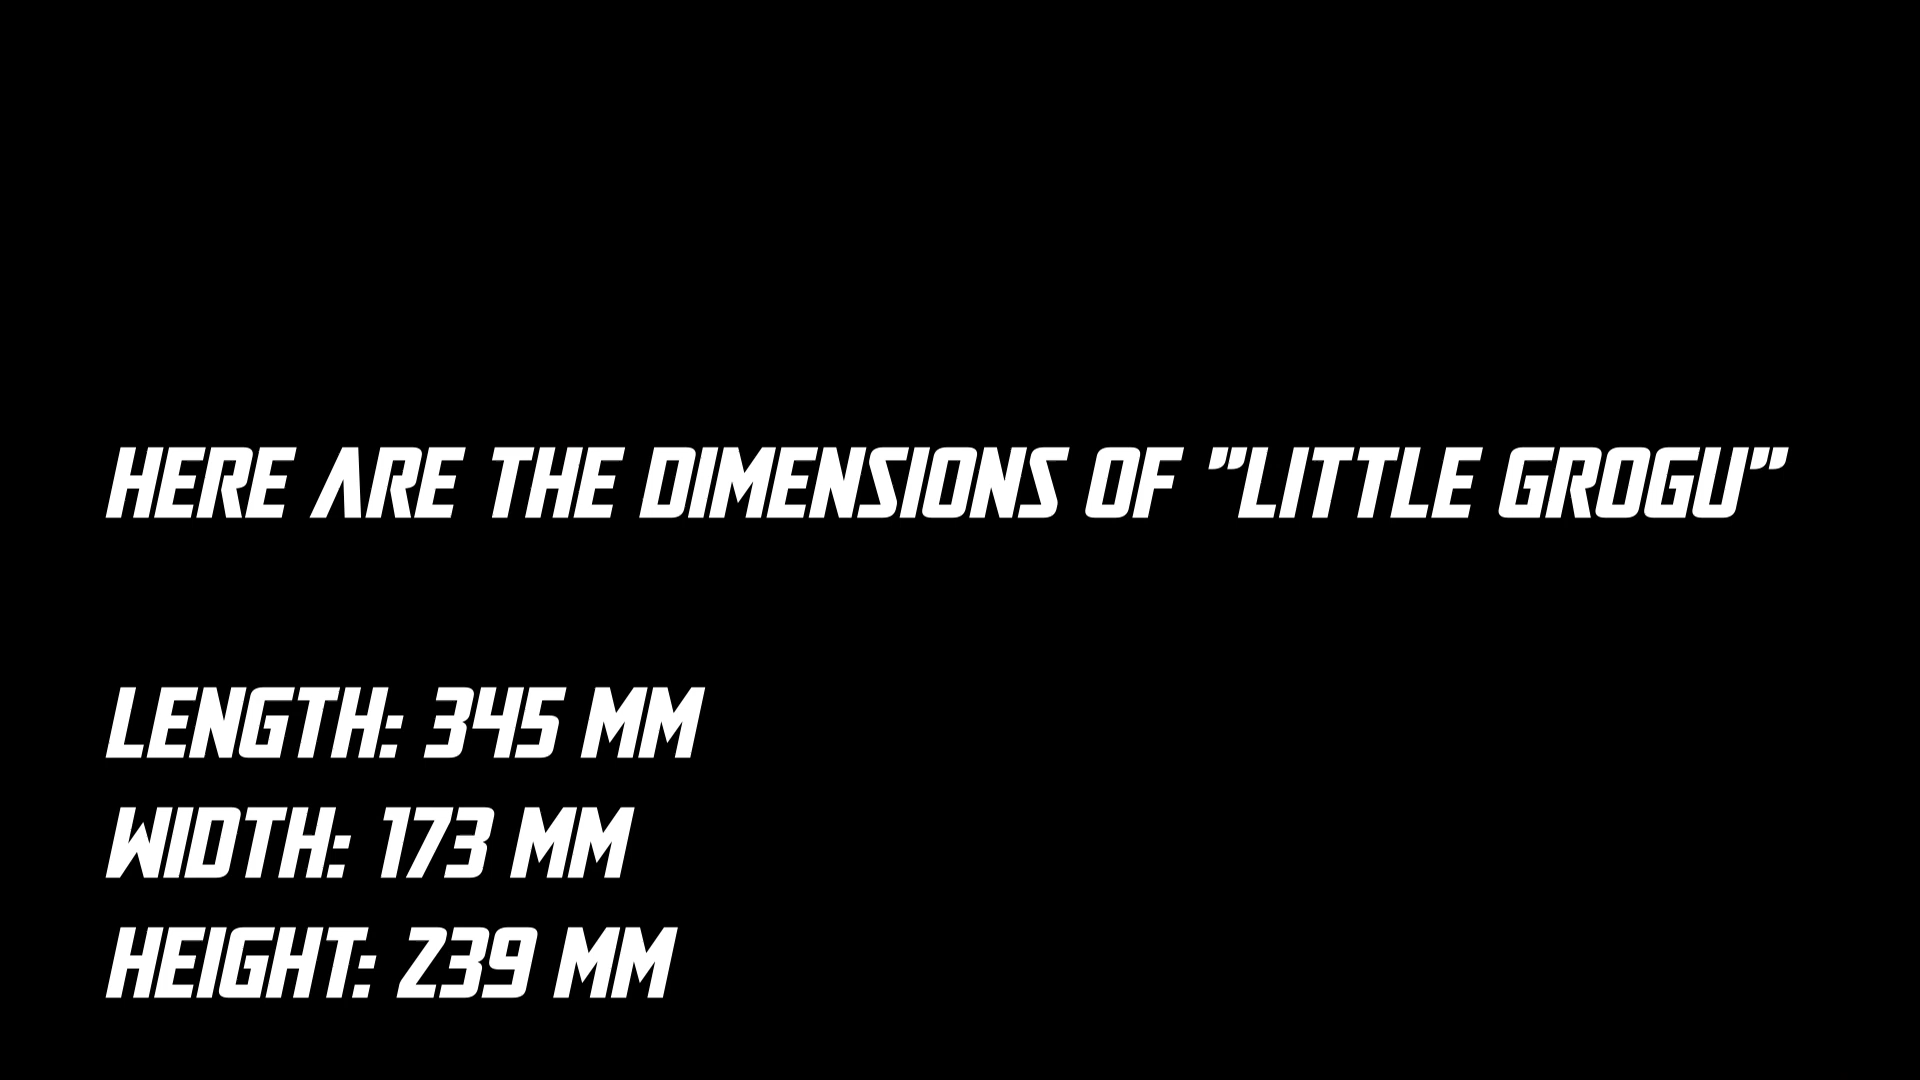 HERE ARE THE DIMENSIONS OF "LITTLE GROGU"
LENGTH: 345 MM
WIDTH: 173 MM
HEIGHT: 239 MM